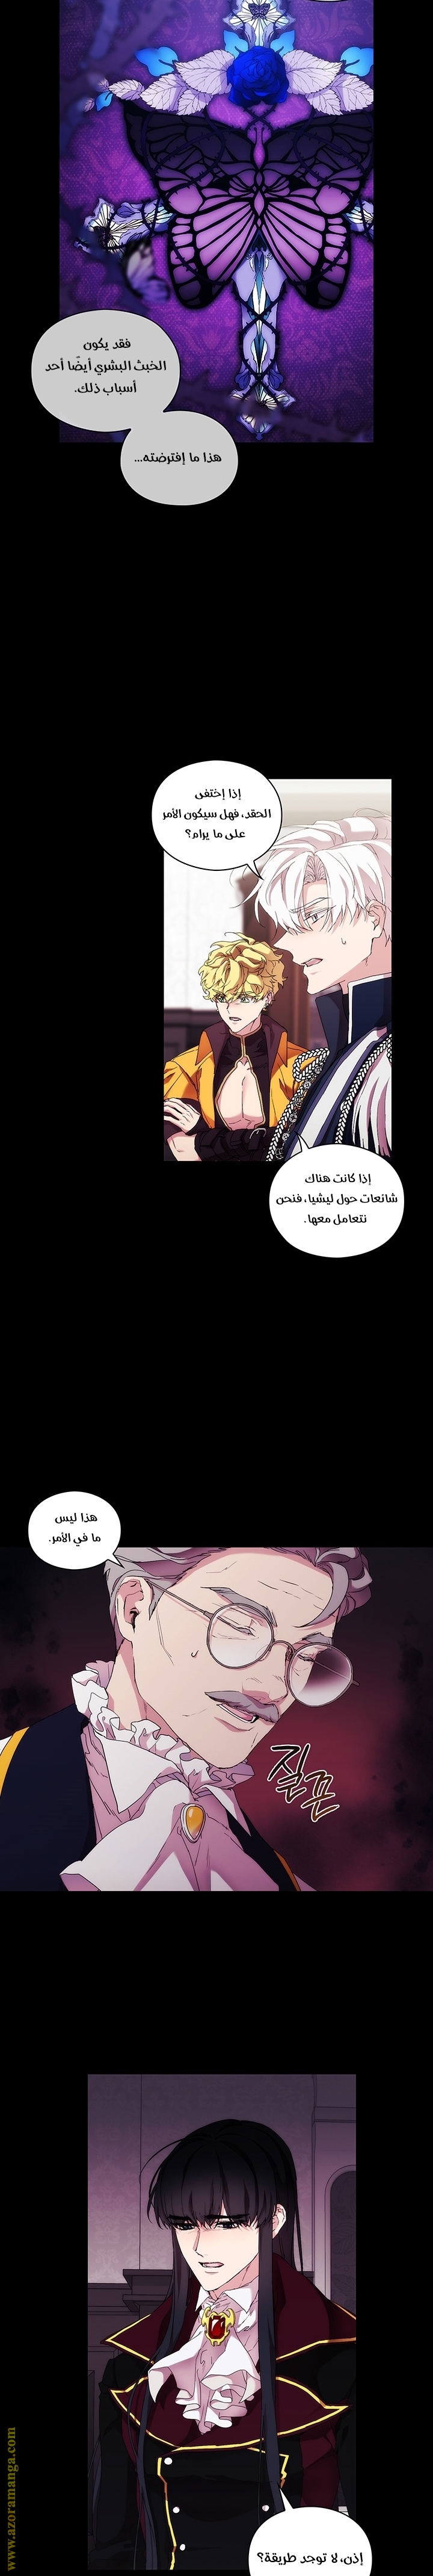 فقد يكون
الخبث البشري أيضًا أحد
أسباب ذلك.
هذا ما إفترضته...
إذا إختفى
الحقد، فهل سيكون الأمر
على ما يرام؟
إذا كانت هناك
شائعات حول ليشيا، فنحن
نتعامل معها.
هذا ليس
ما في الأمر.
질끈
إذن، لا توجد طريقة؟
www.azoramanga.com